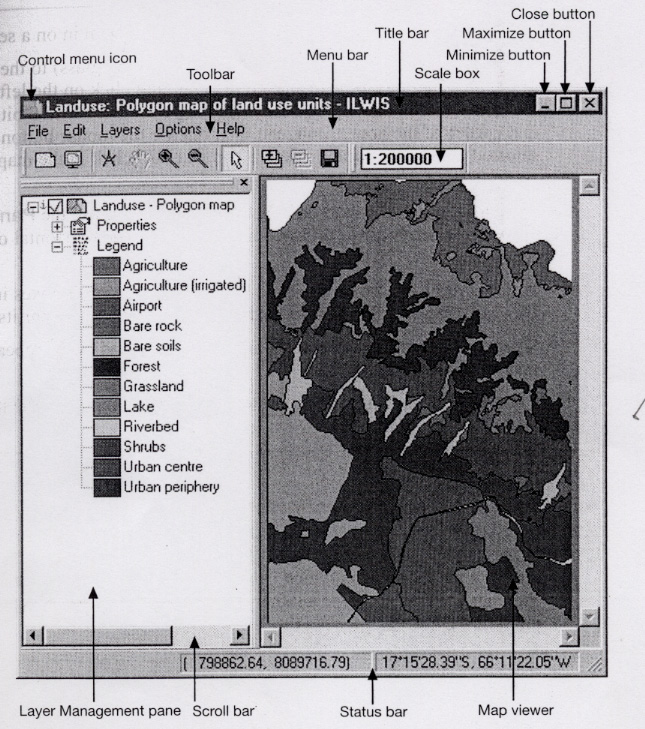 Close button
Maximize button
Title bar
Minimize button
Menu bar
Control menu icon
Scale box
Toolbar
Landuse: Polygon map of land use units - ILWIS
File Edit Layers Options Help
1:200000
Landuse - Polygon map
Properties
Legend
Agriculture
Agriculture (irrigated)
Airport
Bare rock
Bare soils
Forest
Grassland
Lake
Riverbed
Shrubs
Urban centre
Urban periphery
( 798862.64, 8089716.79) 17°15'28.39"S, 66°11'22.05"W
Layer Management pane Scroll bar Status bar Map viewer